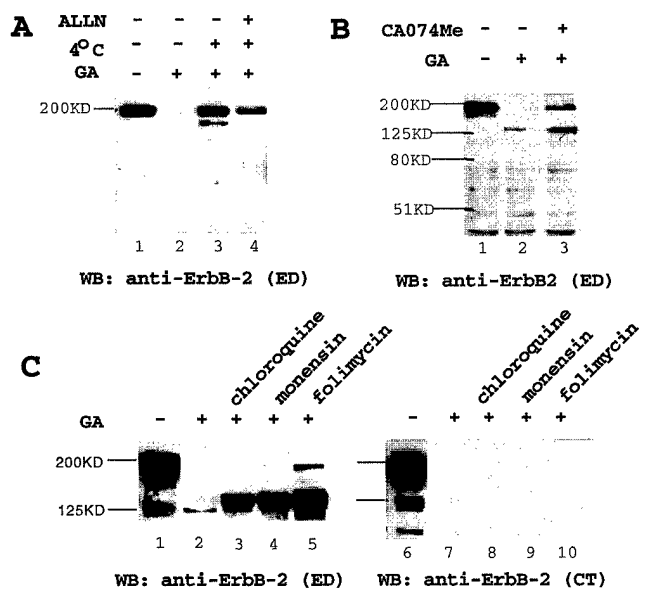 A
ALLN - - - +
4° C - - + +
GA - + + +
200KD
1 2 3 4
WB: anti-ErbB-2 (ED)
B
CA074Me - - +
GA - + +
200KD
125KD
80KD
51KD
1 2 3
WB: anti-ErbB2 (ED)
C
chloroquine
monensin
folimycin
GA - + + + +
200KD
125KD
1 2 3 4 5
WB: anti-ErbB-2 (ED)
chloroquine
monensin
folimycin
- + + + +
6 7 8 9 10
WB: anti-ErbB-2 (CT)